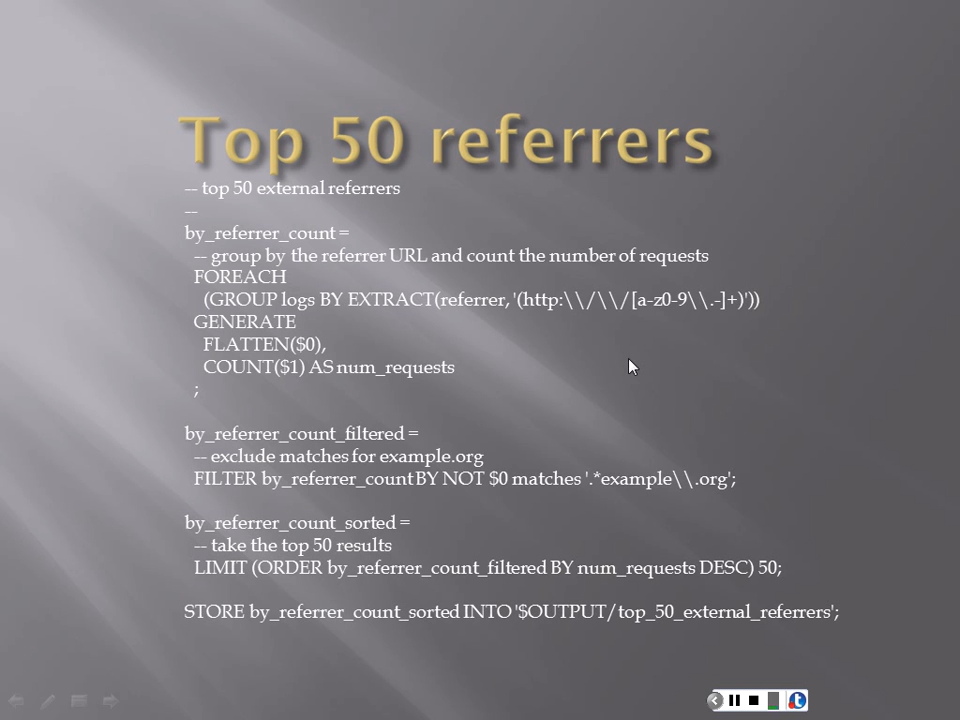 Top 50 referrers
-- top 50 external referrers
--
by_referrer_count =
-- group by the referrer URL and count the number of requests
FOREACH
(GROUP logs BY EXTRACT(referrer, '(http:\\/\\/[a-z0-9\\.-]+)'))
GENERATE
FLATTEN($0),
COUNT($1) AS num_requests
;
by_referrer_count_filtered =
-- exclude matches for example.org
FILTER by_referrer_count BY NOT $0 matches '.*example\\.org';
by_referrer_count_sorted =
-- take the top 50 results
LIMIT (ORDER by_referrer_count_filtered BY num_requests DESC) 50;
STORE by_referrer_count_sorted INTO '$OUTPUT/top_50_external_referrers';